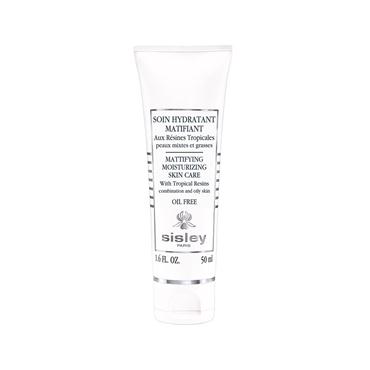 SOIN HYDRATANT
MATIFIANT
Aux Résines Tropicales
peaux mixtes et grasses
MATTIFYING
MOISTURIZING
SKIN CARE
With Tropical Resins
combination and oily skin
OIL FREE
sisley
PARIS
1.6 FL. OZ. 50 ml